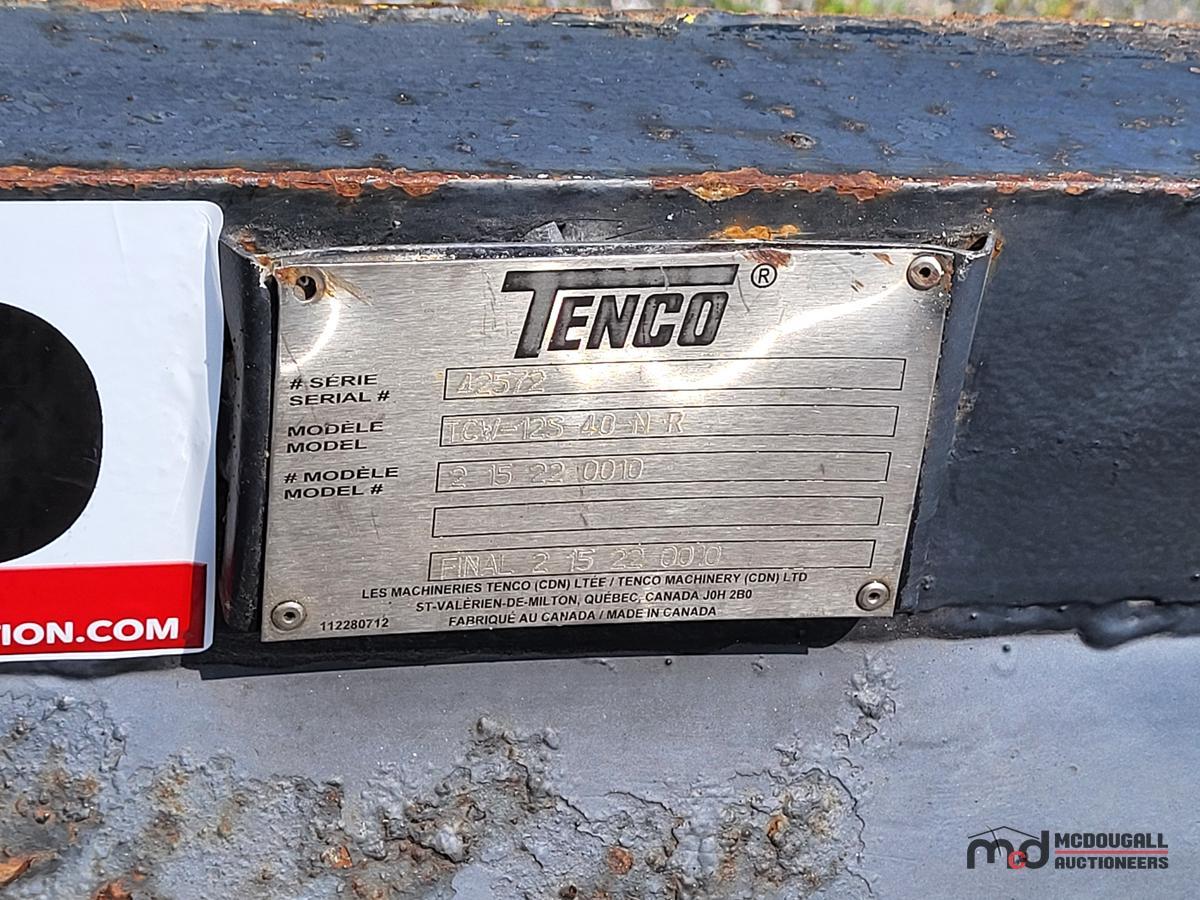 TENCO ®
# SÉRIE
SERIAL # 42572
MODÈLE
MODEL TCW-12S 40 N R
# MODÈLE
MODEL # 2 15 22 0010
FINAL 2 15 22 0010
LES MACHINERIES TENCO (CDN) LTÉE / TENCO MACHINERY (CDN) LTD
ST-VALÉRIEN-DE-MILTON, QUÉBEC, CANADA J0H 2B0
112280712 FABRIQUÉ AU CANADA / MADE IN CANADA
TION.COM
mcd MCDOUGALL
AUCTIONEERS